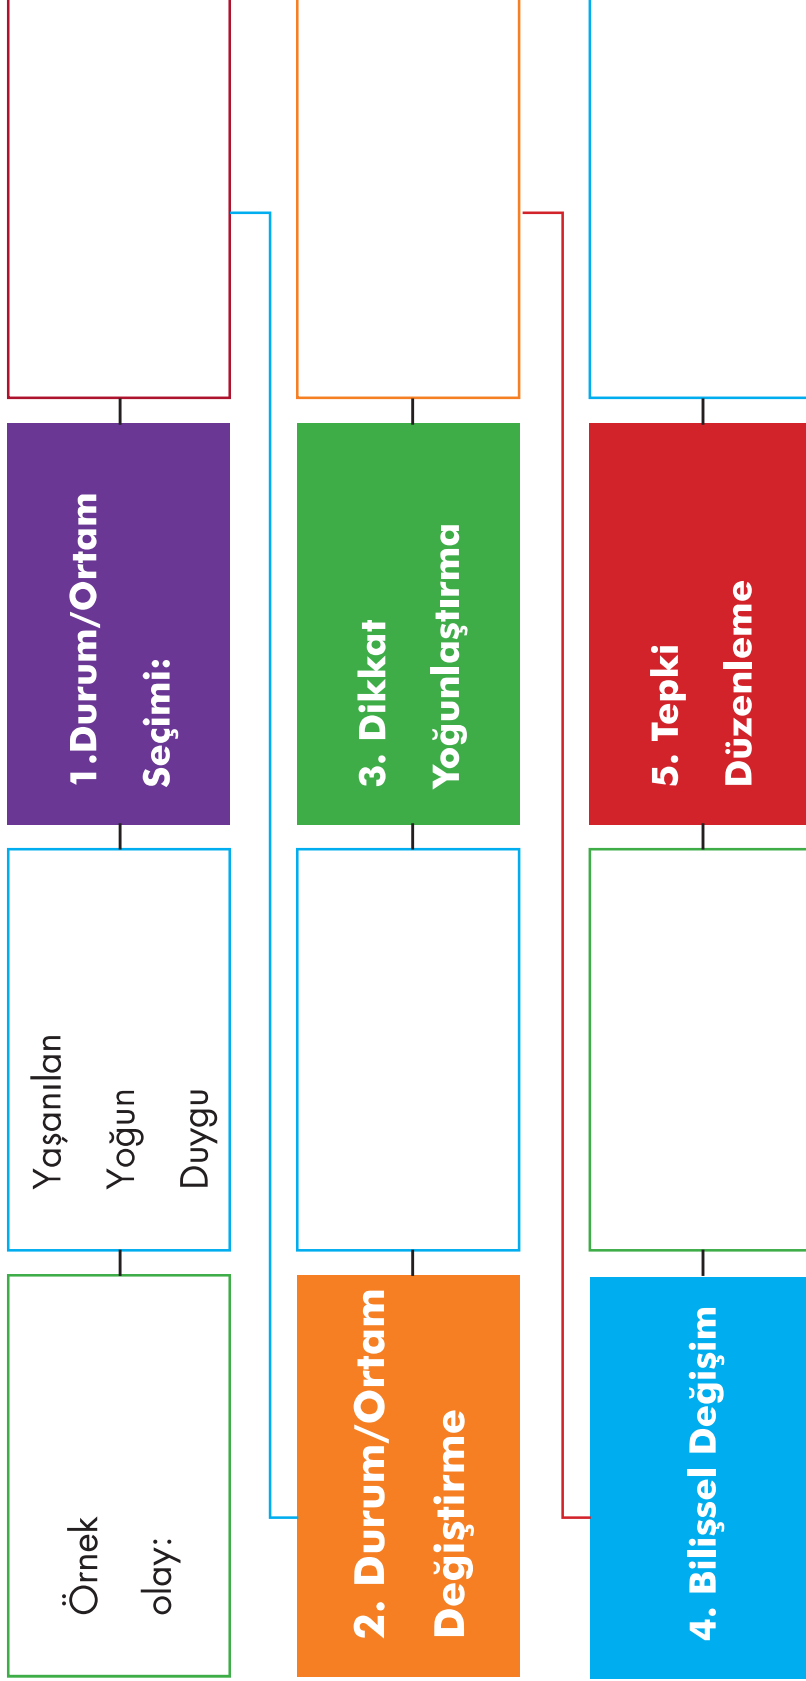 Örnek
olay:
Yaşanılan
Yoğun
Duygu
1.Durum/Ortam
Seçimi:
2. Durum/Ortam
Değiştirme
3. Dikkat
Yoğunlaştırma
4. Bilişsel Değişim
5. Tepki
Düzenleme